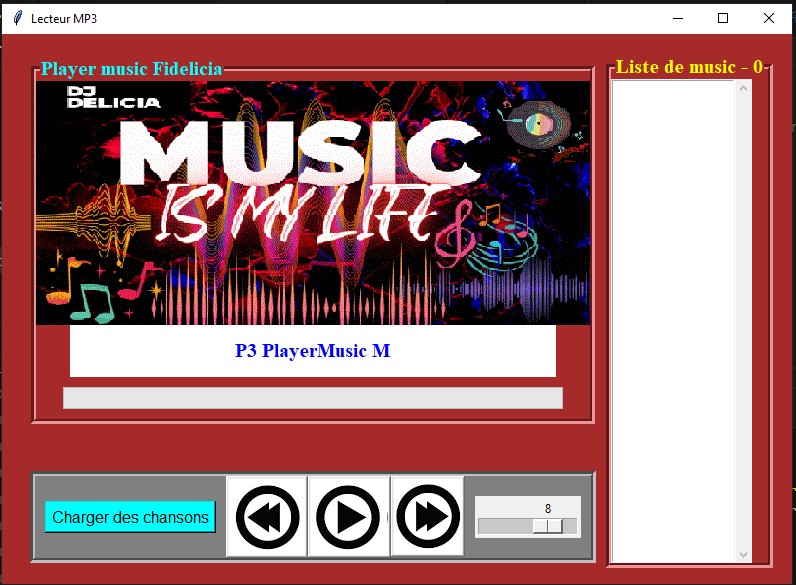 Lecteur MP3
Player music Fidelicia
DJ
DELICIA
MUSIC
IS MY LIFE
P3 PlayerMusic M
Liste de music - 0
Charger des chansons
8